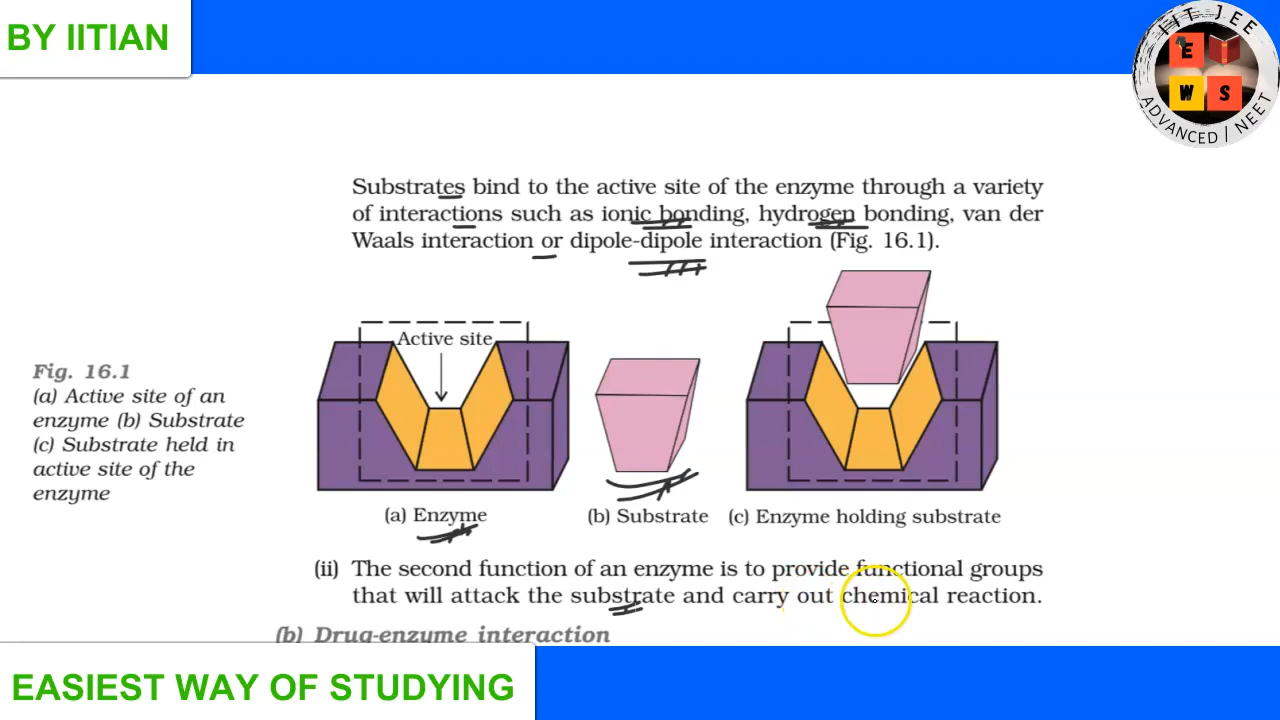 BY IITIAN
IIT JEE
E
W S
ADVANCED | NEET
Substrates bind to the active site of the enzyme through a variety
of interactions such as ionic bonding, hydrogen bonding, van der
Waals interaction or dipole-dipole interaction (Fig. 16.1).
Active site
Fig. 16.1
(a) Active site of an
enzyme (b) Substrate
(c) Substrate held in
active site of the
enzyme
(a) Enzyme
(b) Substrate
(c) Enzyme holding substrate
(ii) The second function of an enzyme is to provide functional groups
that will attack the substrate and carry out chemical reaction.
(b) Drug-enzyme interaction
EASIEST WAY OF STUDYING